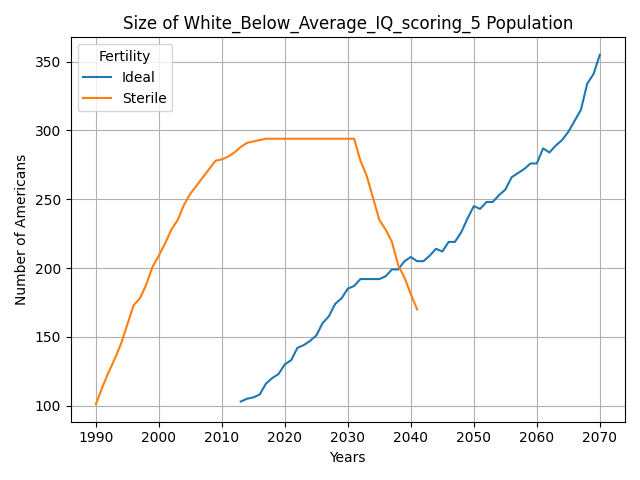 Size of White_Below_Average_IQ_scoring_5 Population
Fertility
Ideal
Sterile
Number of Americans
350
300
250
200
150
100
1990 2000 2010 2020 2030 2040 2050 2060 2070
Years